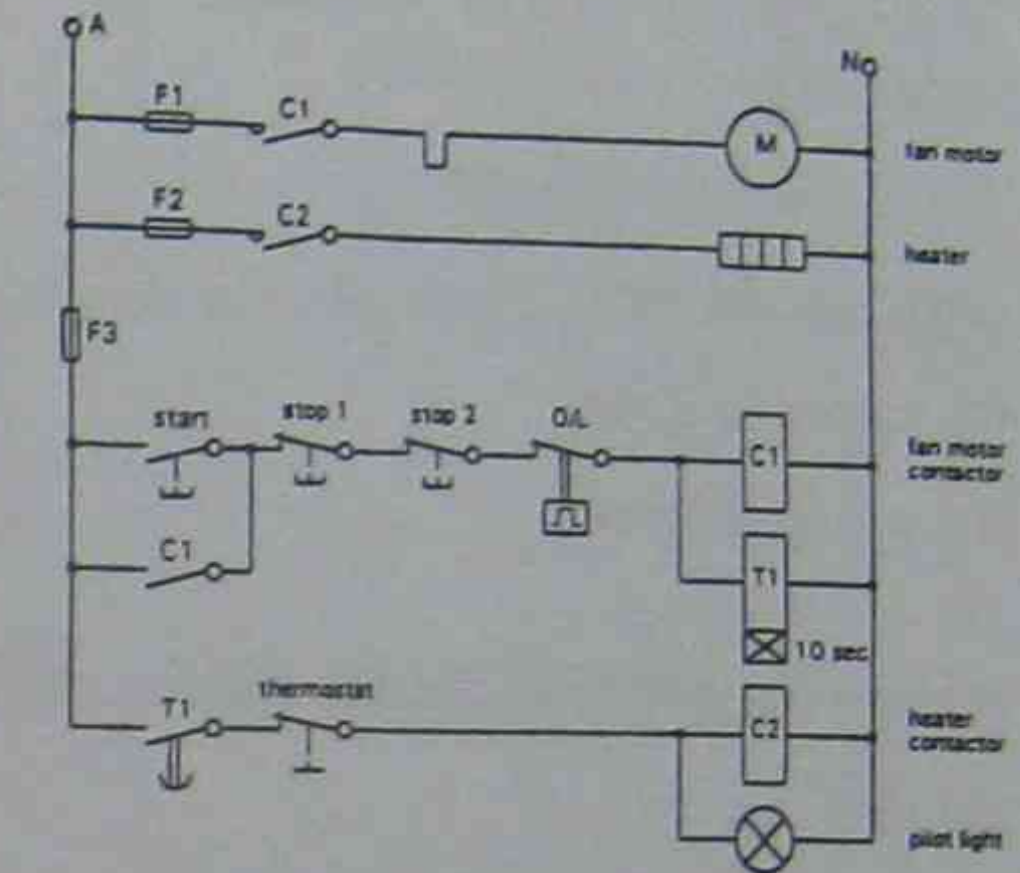 A
N
F1
C1
M
fan motor
F2
C2
heater
F3
start
stop 1
stop 2
O/L
C1
fan motor
contactor
C1
T1
10 sec
T1
thermostat
C2
heater
contactor
pilot light